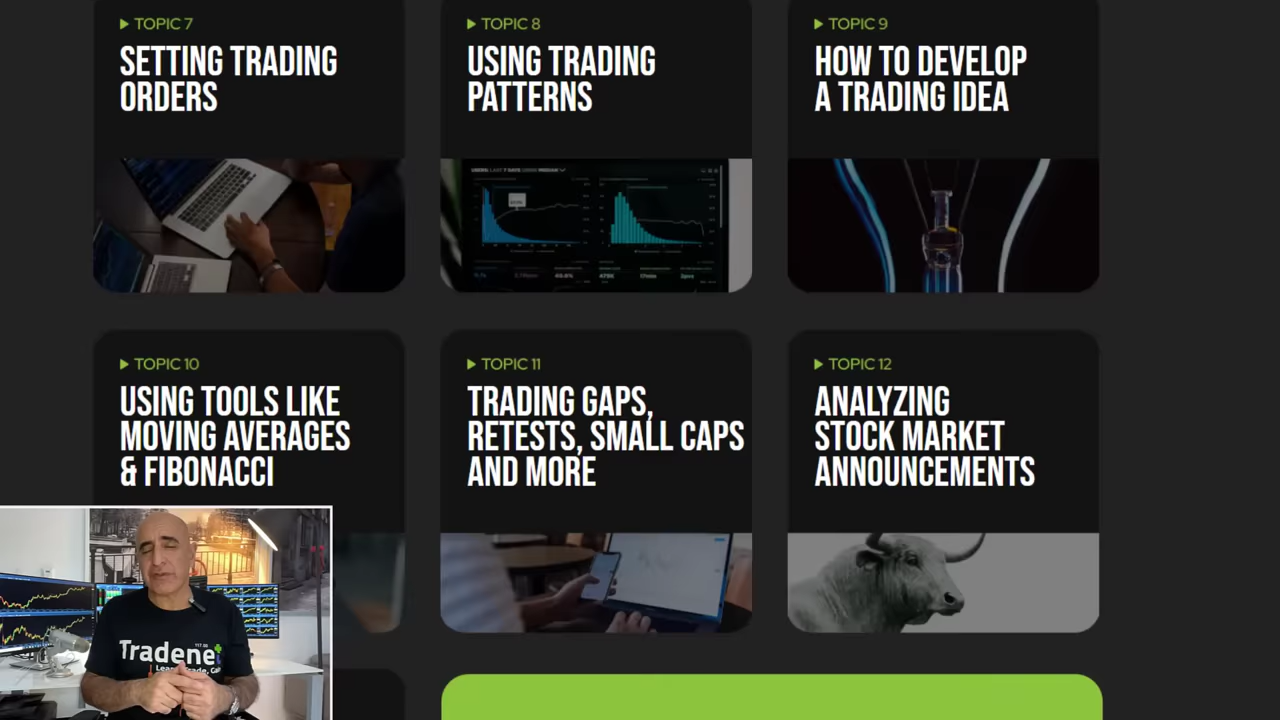 TOPIC 7
SETTING TRADING
ORDERS
TOPIC 8
USING TRADING
PATTERNS
TOPIC 9
HOW TO DEVELOP
A TRADING IDEA
TOPIC 10
USING TOOLS LIKE
MOVING AVERAGES
& FIBONACCI
TOPIC 11
TRADING GAPS,
RETESTS, SMALL CAPS
AND MORE
TOPIC 12
ANALYZING
STOCK MARKET
ANNOUNCEMENTS
Tradenet